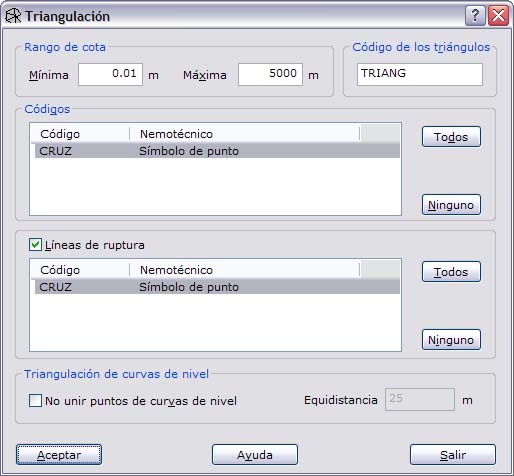 Triangulación
Rango de cota
Mínima 0.01 m Máxima 5000 m
Código de los triángulos
TRIANG
Códigos
Código Nemotécnico
CRUZ Símbolo de punto
Todos
Ninguno
Líneas de ruptura
Código Nemotécnico
CRUZ Símbolo de punto
Todos
Ninguno
Triangulación de curvas de nivel
No unir puntos de curvas de nivel Equidistancia 25 m
Aceptar Ayuda Salir